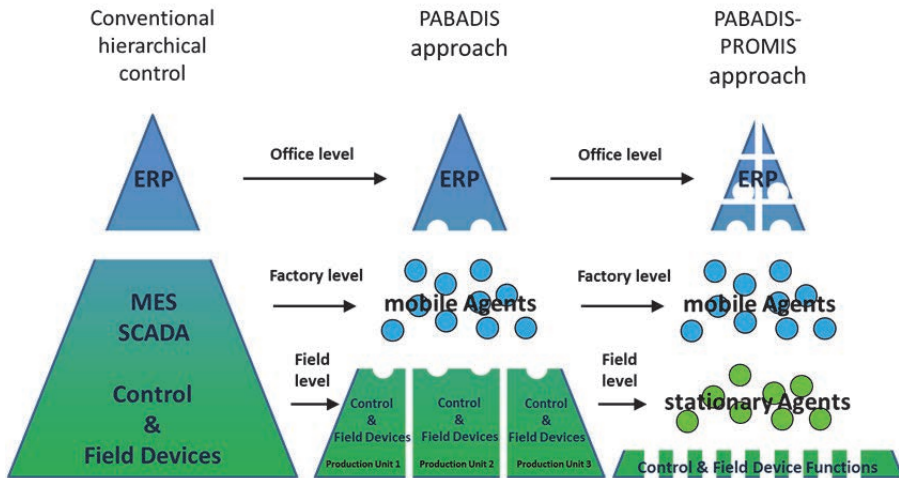 Conventional
hierarchical
control
PABADIS
approach
PABADIS-
PROMIS
approach
ERP
Office level
ERP
Office level
ERP
MES
SCADA
Control
&
Field Devices
Factory level
mobile Agents
Factory level
mobile Agents
Field
level
Control
&
Field Devices
Production Unit 1
Control
&
Field Devices
Production Unit 2
Control
&
Field Devices
Production Unit 3
Field
level
stationary Agents
Control & Field Device Functions